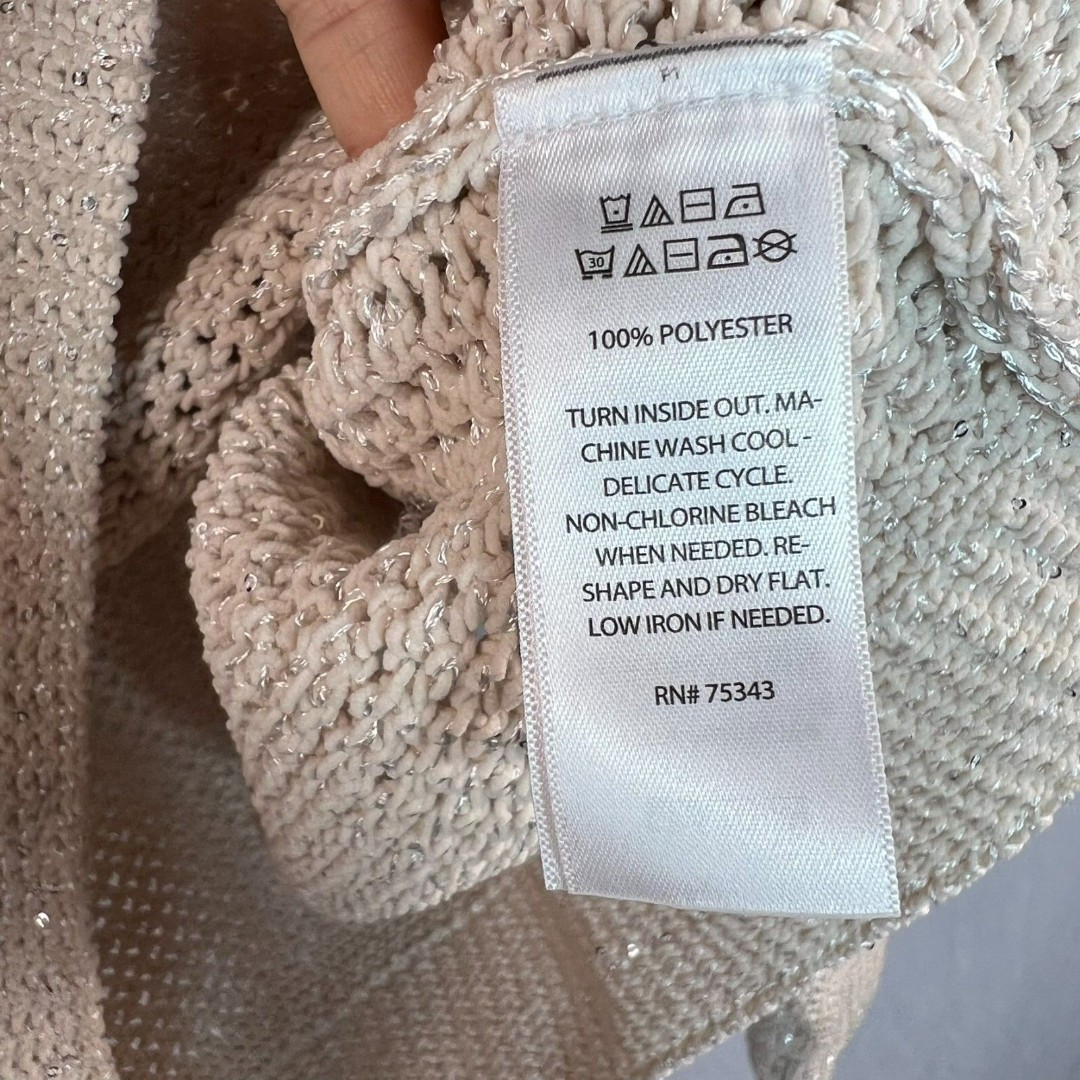 30
100% POLYESTER
TURN INSIDE OUT. MA-
CHINE WASH COOL -
DELICATE CYCLE.
NON-CHLORINE BLEACH
WHEN NEEDED. RE-
SHAPE AND DRY FLAT.
LOW IRON IF NEEDED.
RN# 75343